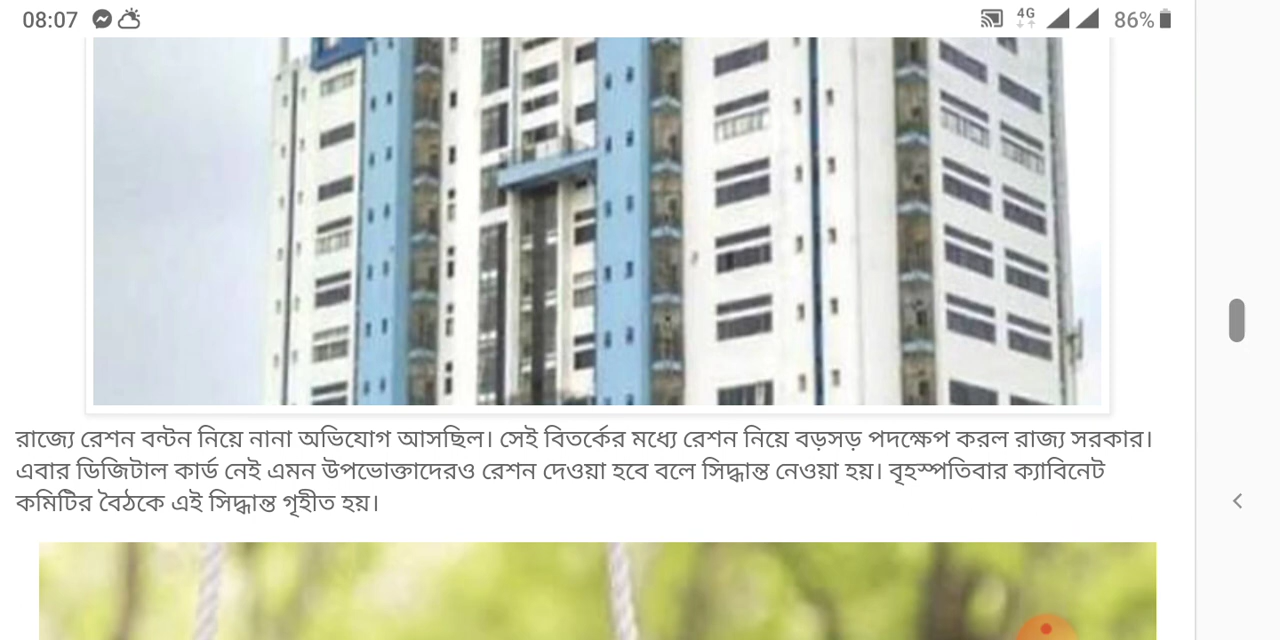 08:07 4G 86%
রাজ্যে রেশন বন্টন নিয়ে নানা অভিযোগ আসছিল। সেই বিতর্কের মধ্যে রেশন নিয়ে বড়সড় পদক্ষেপ করল রাজ্য সরকার।
এবার ডিজিটাল কার্ড নেই এমন উপভোক্তাদেরও রেশন দেওয়া হবে বলে সিদ্ধান্ত নেওয়া হয়। বৃহস্পতিবার ক্যাবিনেট
কমিটির বৈঠকে এই সিদ্ধান্ত গৃহীত হয়।